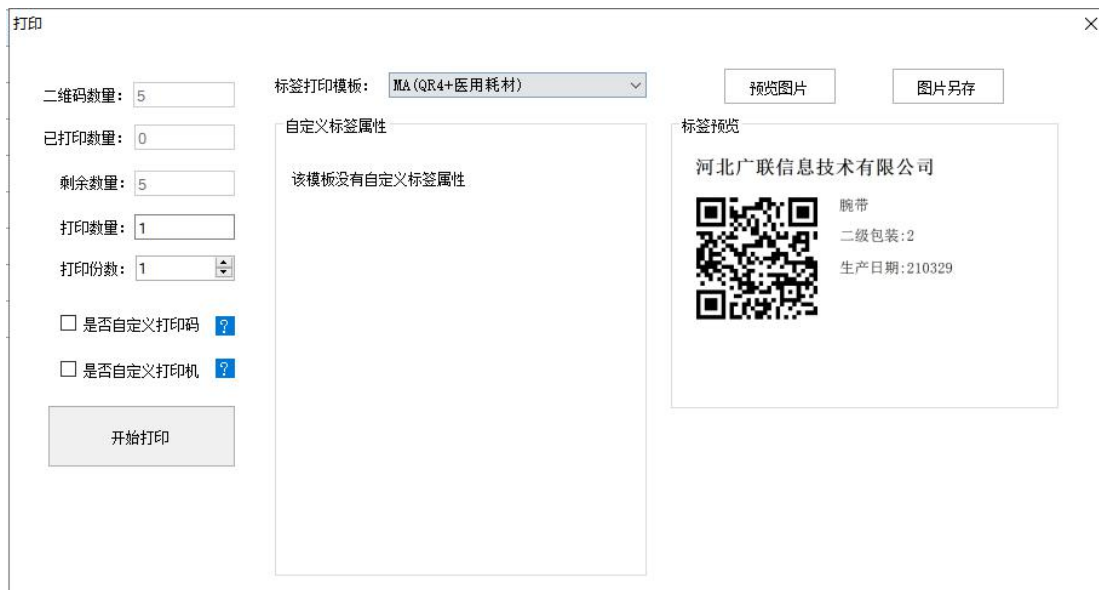 打印
二维码数量： 5
已打印数量： 0
剩余数量： 5
打印数量： 1
打印份数： 1
是否自定义打印码 ?
是否自定义打印机 ?
开始打印
标签打印模板： MA(QR4+医用耗材)
自定义标签属性
该模板没有自定义标签属性
预览图片
图片另存
标签预览
河北广联信息技术有限公司
腕带
二级包装:2
生产日期:210329